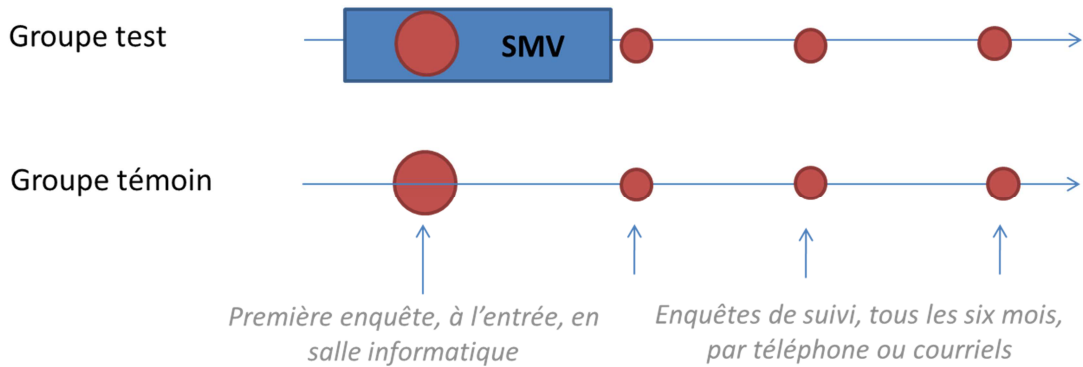 Groupe test
SMV
Groupe témoin
Première enquête, à l'entrée, en
salle informatique
Enquêtes de suivi, tous les six mois,
par téléphone ou courriels